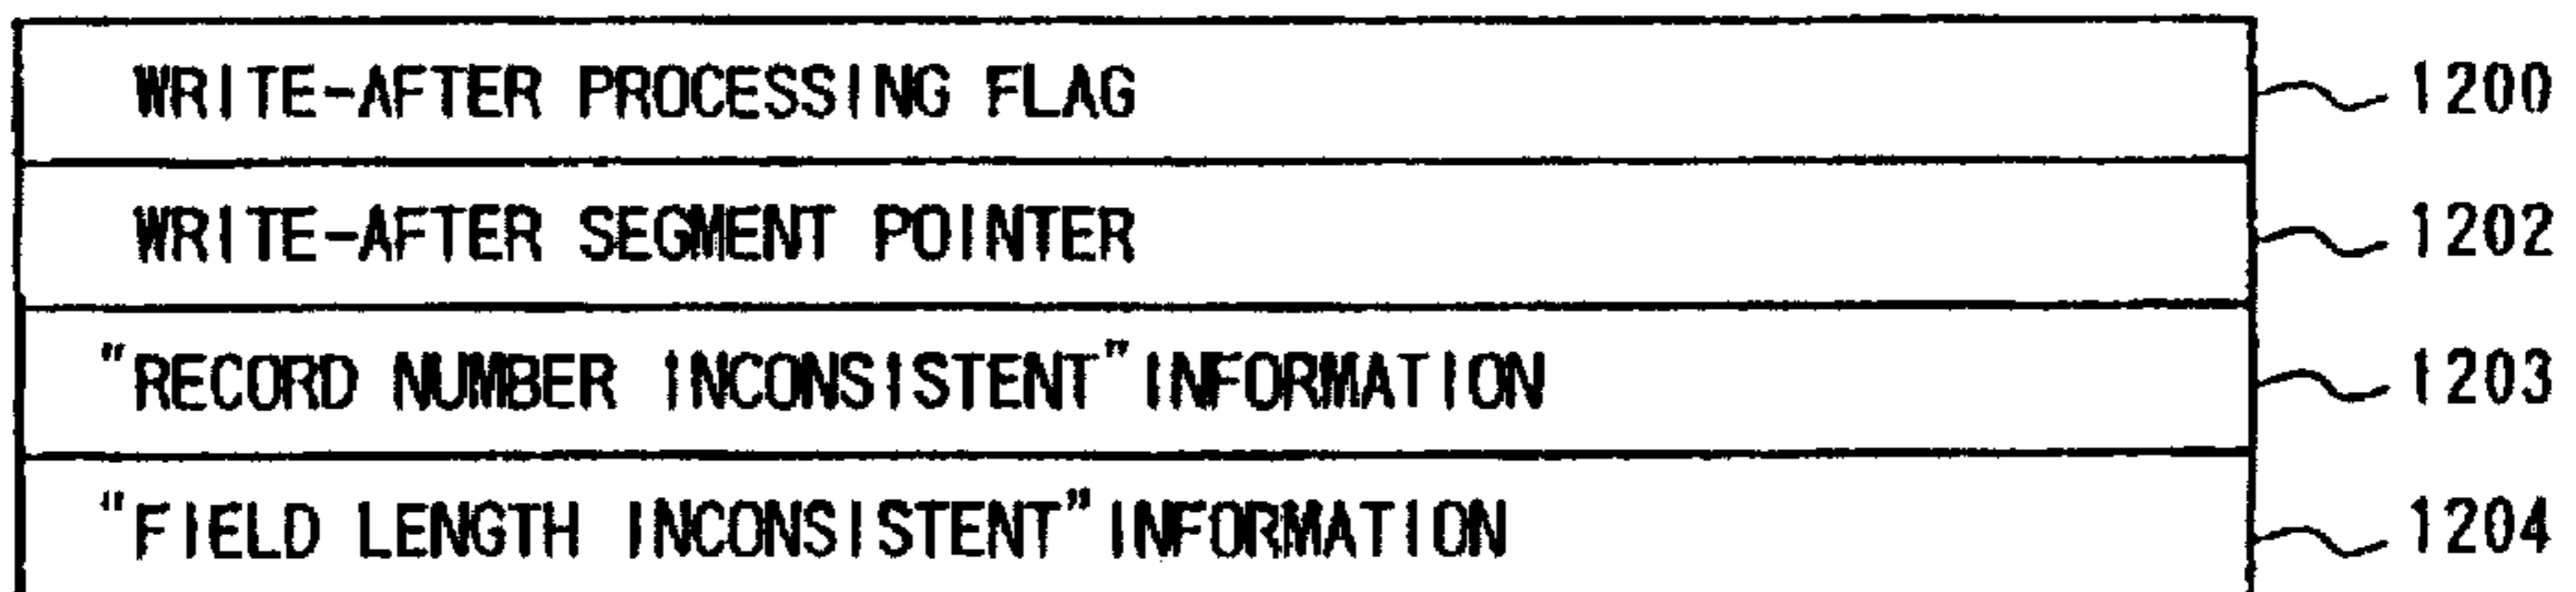 WRITE-AFTER PROCESSING FLAG 1200
WRITE-AFTER SEGMENT POINTER 1202
"RECORD NUMBER INCONSISTENT" INFORMATION 1203
"FIELD LENGTH INCONSISTENT" INFORMATION 1204